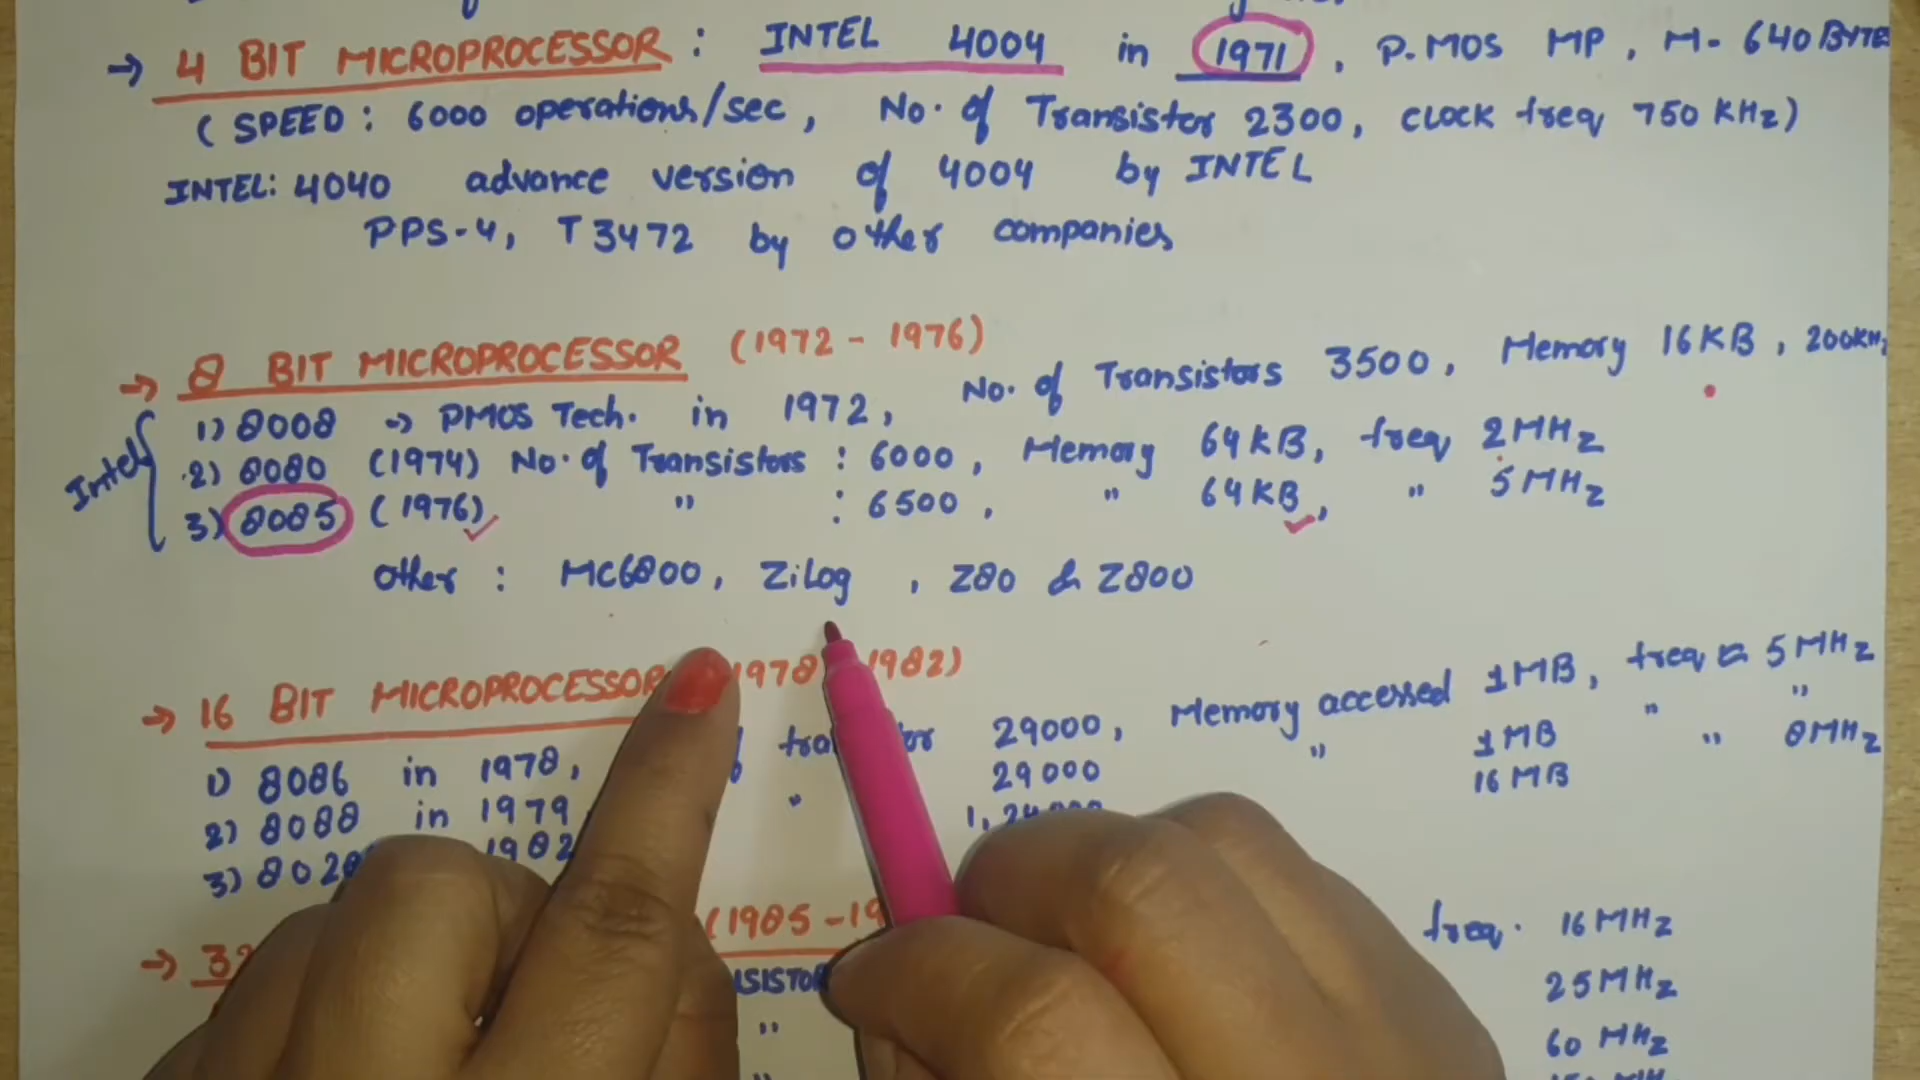 → 4 BIT MICROPROCESSOR : INTEL 4004 in 1971 , P.MOS MP , M- 640 BYTE
( SPEED : 6000 operations/sec , No. of Transistor 2300 , CLOCK freq 750 KHz )
INTEL: 4040 advance version of 4004 by INTEL
PPS-4, T3472 by other companies
→ 8 BIT MICROPROCESSOR (1972 - 1976)
Intel
1) 8008 → PMOS Tech. in 1972, No. of Transistors 3500, Memory 16KB , 200KHz
2) 8080 (1974) No. of Transistors : 6000 , Memory 64KB, freq 2MHz
3) 8085 (1976) " : 6500 , " 64KB , " 5MHz
other : MC6800, ZiLog , Z80 & Z800
→ 16 BIT MICROPROCESSOR 1978 1982)
1) 8086 in 1978, 29000, Memory accessed 1MB, freq = 5MHz
2) 8088 in 1979 " 29000 " 1MB " "
3) 1982 16MB " 8MHz
→ (1985 - freq. 16MHz
25MHz
" 60 MHz
"